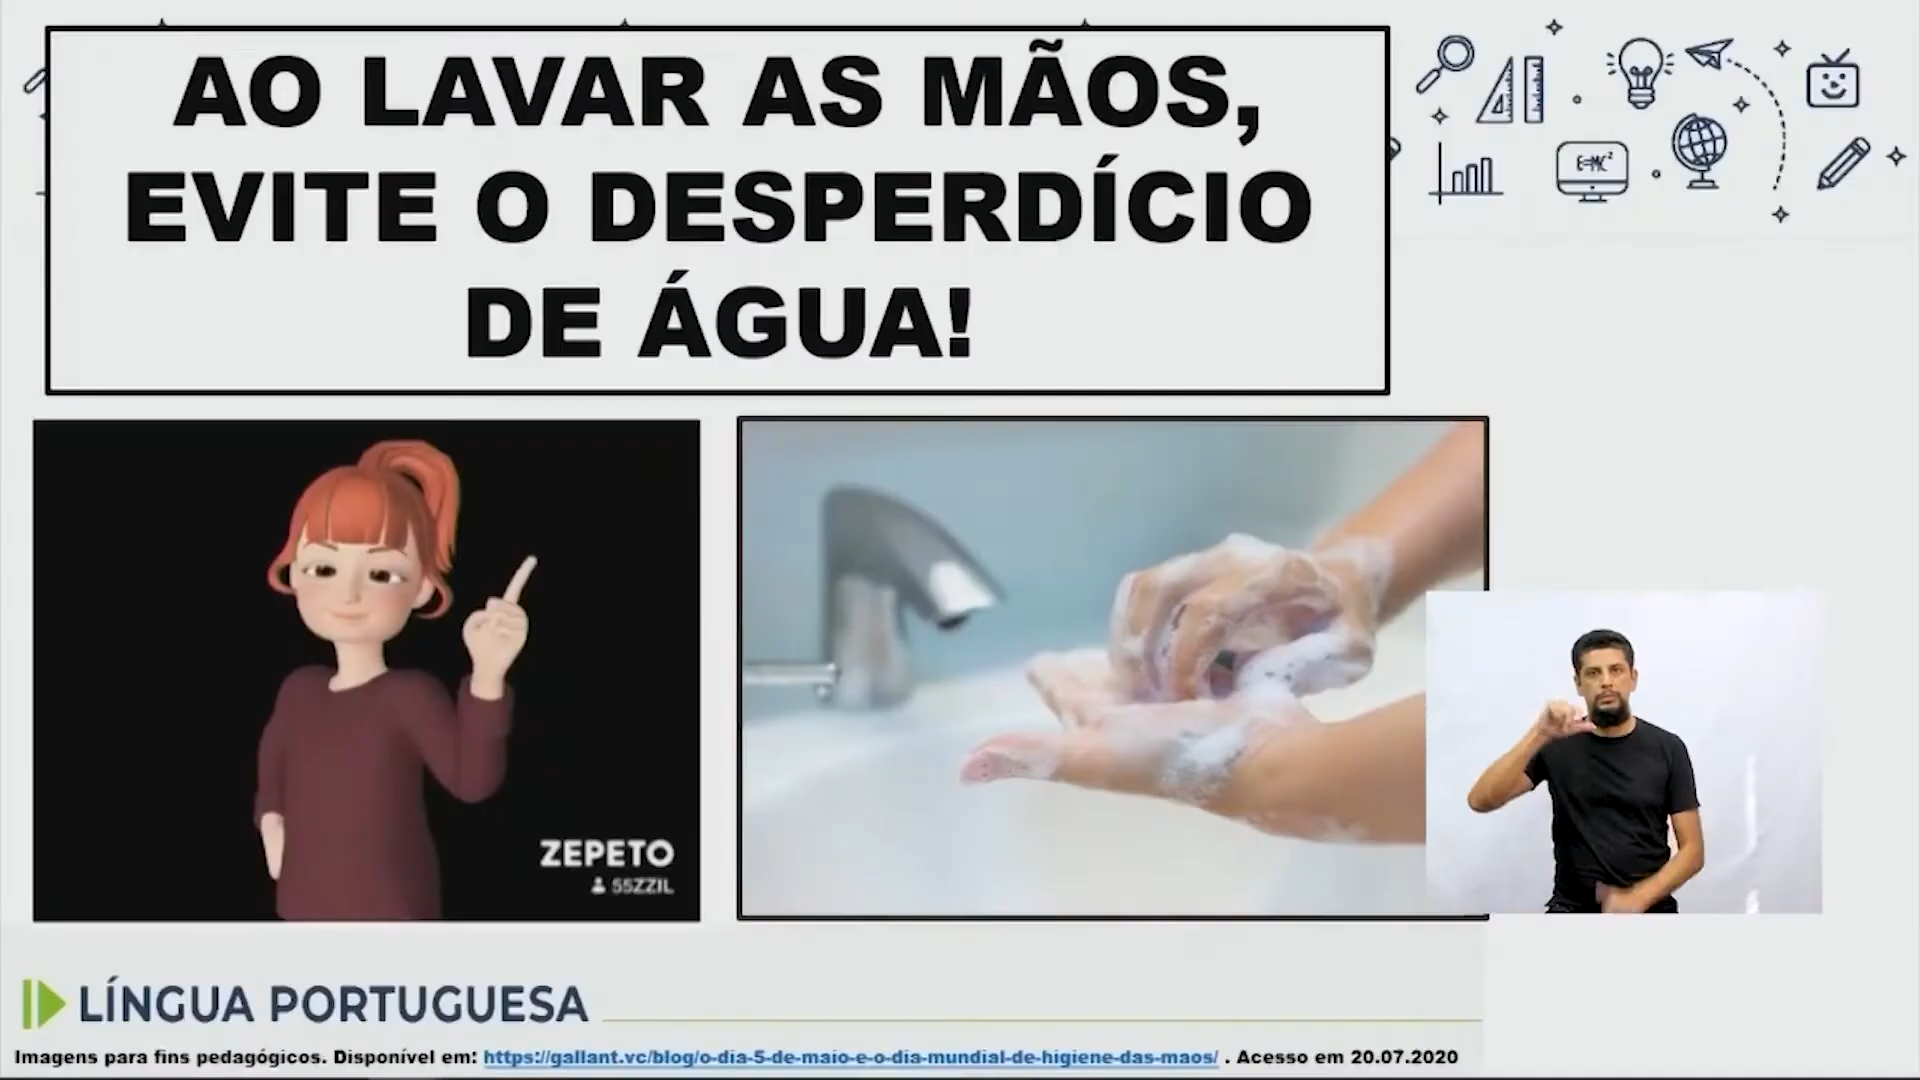 AO LAVAR AS MÃOS,
EVITE O DESPERDÍCIO
DE ÁGUA!
E=MC²
ZEPETO
55ZZIL
LÍNGUA PORTUGUESA
Imagens para fins pedagógicos. Disponível em: https://gallant.vc/blog/o-dia-5-de-maio-e-o-dia-mundial-de-higiene-das-maos/ . Acesso em 20.07.2020